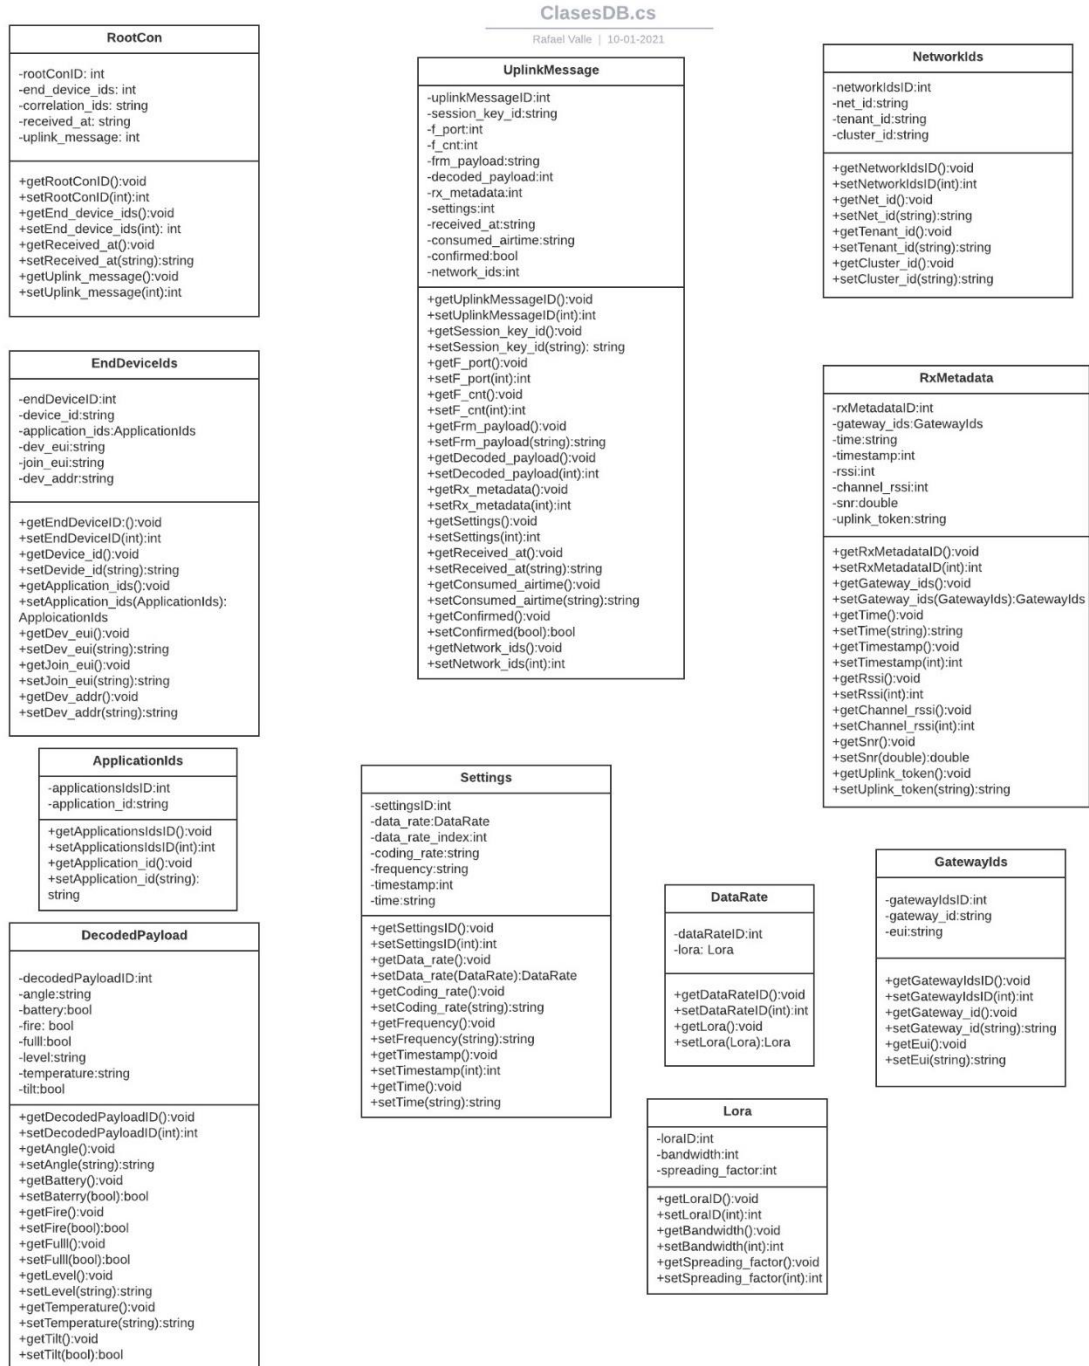 ClasesDB.cs
Rafael Valle | 10-01-2021
RootCon
-rootConID: int
-end_device_ids: int
-correlation_ids: string
-received_at: string
-uplink_message: int
+getRootConID():void
+setRootConID(int):int
+getEnd_device_ids():void
+setEnd_device_ids(int): int
+getReceived_at():void
+setReceived_at(string):string
+getUplink_message():void
+setUplink_message(int):int
EndDeviceIds
-endDeviceID:int
-device_id:string
-application_ids:ApplicationIds
-dev_eui:string
-join_eui:string
-dev_addr:string
+getEndDeviceID:():void
+setEndDeviceID(int):int
+getDevice_id():void
+setDevide_id(string):string
+getApplication_ids():void
+setApplication_ids(ApplicationIds):
ApploicationIds
+getDev_eui():void
+setDev_eui(string):string
+getJoin_eui():void
+setJoin_eui(string):string
+getDev_addr():void
+setDev_addr(string):string
ApplicationIds
-applicationsIdsID:int
-application_id:string
+getApplicationsIdsID():void
+setApplicationsIdsID(int):int
+getApplication_id():void
+setApplication_id(string):
string
DecodedPayload
-decodedPayloadID:int
-angle:string
-battery:bool
-fire: bool
-fulll:bool
-level:string
-temperature:string
-tilt:bool
+getDecodedPayloadID():void
+setDecodedPayloadID(int):int
+getAngle():void
+setAngle(string):string
+getBattery():void
+setBaterry(bool):bool
+getFire():void
+setFire(bool):bool
+getFulll():void
+setFulll(bool):bool
+getLevel():void
+setLevel(string):string
+getTemperature():void
+setTemperature(string):string
+getTilt():void
+setTilt(bool):bool
UplinkMessage
-uplinkMessageID:int
-session_key_id:string
-f_port:int
-f_cnt:int
-frm_payload:string
-decoded_payload:int
-rx_metadata:int
-settings:int
-received_at:string
-consumed_airtime:string
-confirmed:bool
-network_ids:int
+getUplinkMessageID():void
+setUplinkMessageID(int):int
+getSession_key_id():void
+setSession_key_id(string): string
+getF_port():void
+setF_port(int):int
+getF_cnt():void
+setF_cnt(int):int
+getFrm_payload():void
+setFrm_payload(string):string
+getDecoded_payload():void
+setDecoded_payload(int):int
+getRx_metadata():void
+setRx_metadata(int):int
+getSettings():void
+setSettings(int):int
+getReceived_at():void
+setReceived_at(string):string
+getConsumed_airtime():void
+setConsumed_airtime(string):string
+getConfirmed():void
+setConfirmed(bool):bool
+getNetwork_ids():void
+setNetwork_ids(int):int
Settings
-settingsID:int
-data_rate:DataRate
-data_rate_index:int
-coding_rate:string
-frequency:string
-timestamp:int
-time:string
+getSettingsID():void
+setSettingsID(int):int
+getData_rate():void
+setData_rate(DataRate):DataRate
+getCoding_rate():void
+setCoding_rate(string):string
+getFrequency():void
+setFrequency(string):string
+getTimestamp():void
+setTimestamp(int):int
+getTime():void
+setTime(string):string
NetworkIds
-networkIdsID:int
-net_id:string
-tenant_id:string
-cluster_id:string
+getNetworkIdsID():void
+setNetworkIdsID(int):int
+getNet_id():void
+setNet_id(string):string
+getTenant_id():void
+setTenant_id(string):string
+getCluster_id():void
+setCluster_id(string):string
RxMetadata
-rxMetadataID:int
-gateway_ids:GatewayIds
-time:string
-timestamp:int
-rssi:int
-channel_rssi:int
-snr:double
-uplink_token:string
+getRxMetadataID():void
+setRxMetadataID(int):int
+getGateway_ids():void
+setGateway_ids(GatewayIds):GatewayIds
+getTime():void
+setTime(string):string
+getTimestamp():void
+setTimestamp(int):int
+getRssi():void
+setRssi(int):int
+getChannel_rssi():void
+setChannel_rssi(int):int
+getSnr():void
+setSnr(double):double
+getUplink_token():void
+setUplink_token(string):string
DataRate
-dataRateID:int
-lora: Lora
+getDataRateID():void
+setDataRateID(int):int
+getLora():void
+setLora(Lora):Lora
GatewayIds
-gatewayIdsID:int
-gateway_id:string
-eui:string
+getGatewayIdsID():void
+setGatewayIdsID(int):int
+getGateway_id():void
+setGateway_id(string):string
+getEui():void
+setEui(string):string
Lora
-loraID:int
-bandwidth:int
-spreading_factor:int
+getLoraID():void
+setLoraID(int):int
+getBandwidth():void
+setBandwidth(int):int
+getSpreading_factor():void
+setSpreading_factor(int):int